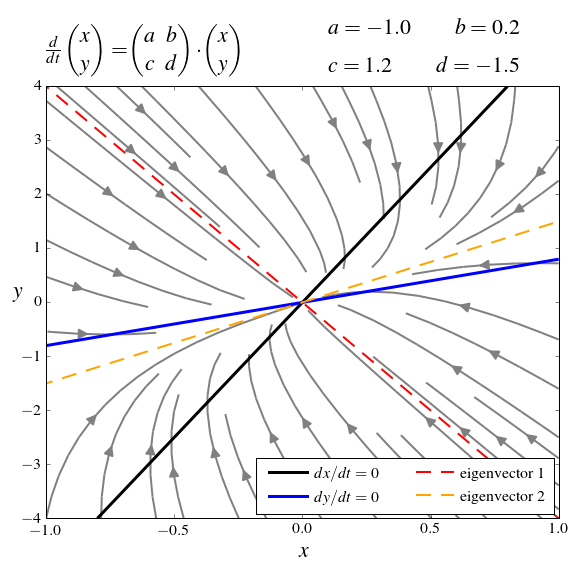 d/dt (x y) = (a b c d) · (x y)
a = −1.0 b = 0.2
c = 1.2 d = −1.5
4
3
2
1
0
−1
−2
−3
−4
y
−1.0 −0.5 0.0 0.5 1.0
x
dx/dt = 0 eigenvector 1
dy/dt = 0 eigenvector 2